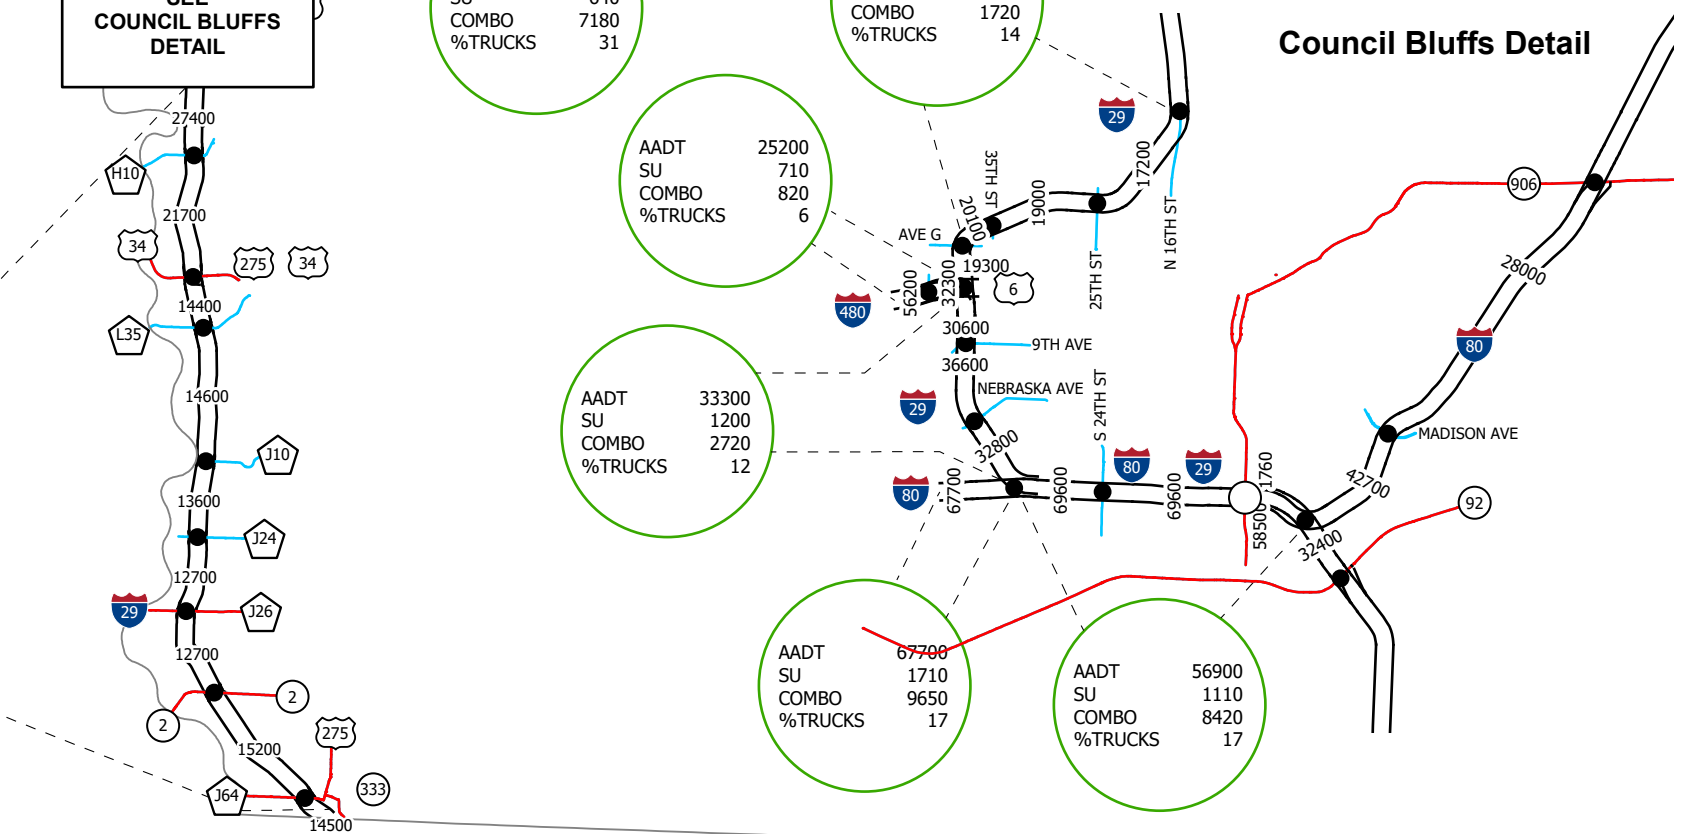 SEE
COUNCIL BLUFFS
DETAIL
COMBO 7180
%TRUCKS 31
COMBO 1720
%TRUCKS 14
Council Bluffs Detail
27400
H10
21700
34
275
34
14400
L35
14600
J10
13600
J24
12700
29
J26
12700
2
2
15200
275
J64
333
14500
AADT 25200
SU 710
COMBO 820
%TRUCKS 6
AADT 33300
SU 1200
COMBO 2720
%TRUCKS 12
AADT 67700
SU 1710
COMBO 9650
%TRUCKS 17
AADT 56900
SU 1110
COMBO 8420
%TRUCKS 17
29
17200
N 16TH ST
35TH ST
19000
20100
25TH ST
AVE G
19300
32300
56200
6
480
30600
9TH AVE
36600
NEBRASKA AVE
29
32800
S 24TH ST
80
67700
69600
80
29
69600
1760
58500
32400
42700
92
MADISON AVE
80
28000
906